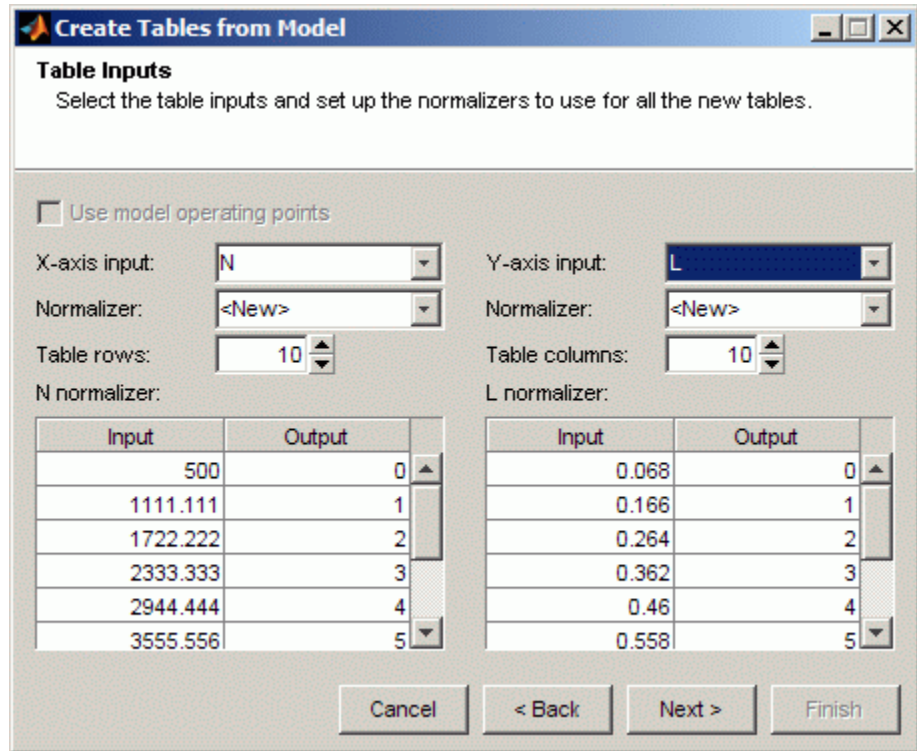 Create Tables from Model
Table Inputs
Select the table inputs and set up the normalizers to use for all the new tables.
Use model operating points
X-axis input: N
Y-axis input: L
Normalizer: <New>
Normalizer: <New>
Table rows: 10
Table columns: 10
N normalizer:
L normalizer:
Input Output
Input Output
500 0
0.068 0
1111.111 1
0.166 1
1722.222 2
0.264 2
2333.333 3
0.362 3
2944.444 4
0.46 4
3555.556 5
0.558 5
Cancel
< Back
Next >
Finish